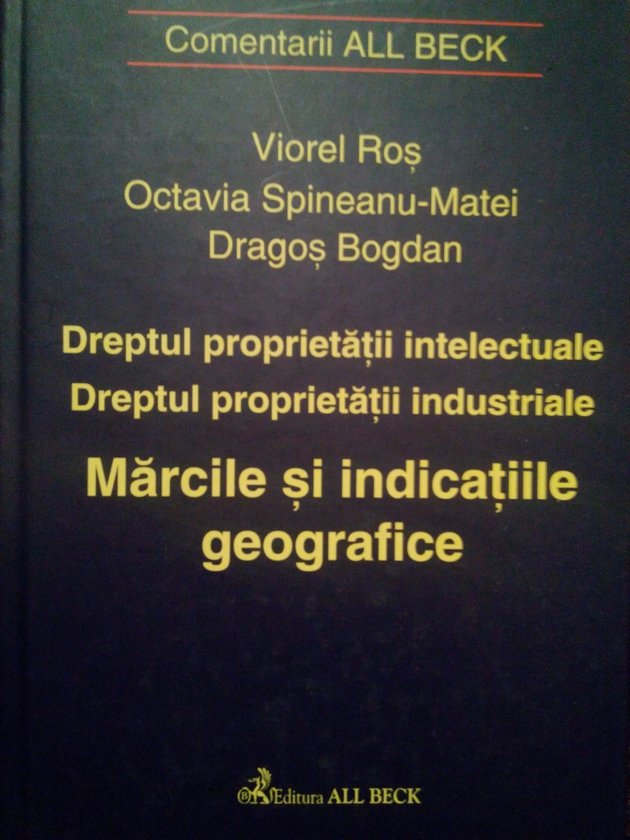 Comentarii ALL BECK
Viorel Roș
Octavia Spineanu-Matei
Dragoș Bogdan
Dreptul proprietății intelectuale
Dreptul proprietății industriale
Mărcile și indicațiile
geografice
Editura ALL BECK